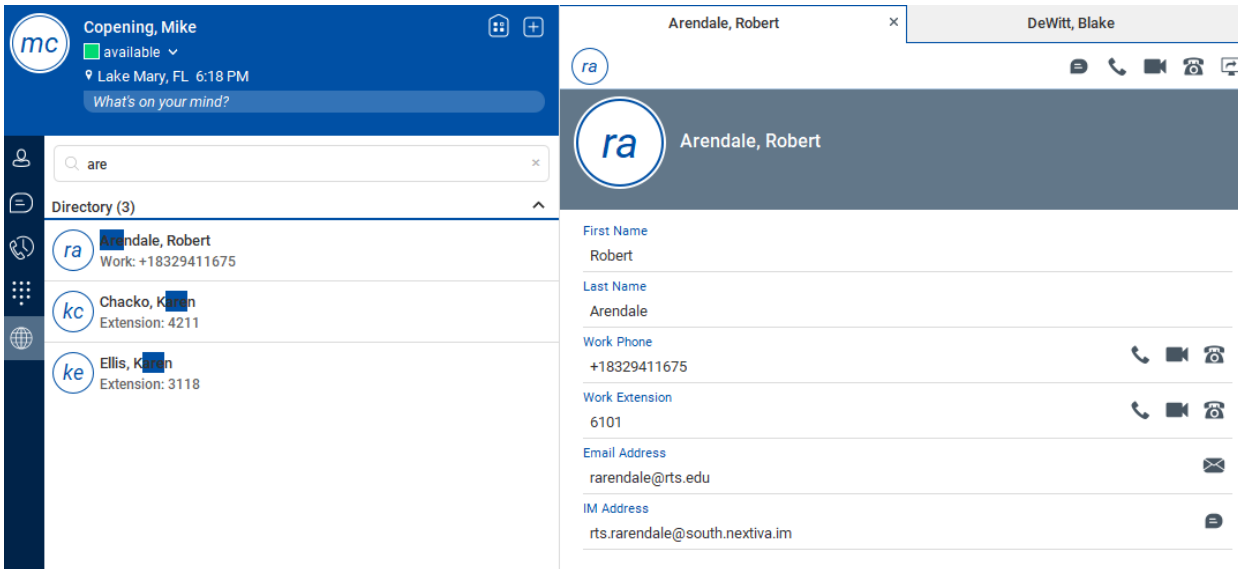 mc
Copening, Mike
available
Lake Mary, FL 6:18 PM
What's on your mind?
are
Directory (3)
ra
Arendale, Robert
Work: +18329411675
kc
Chacko, Karen
Extension: 4211
ke
Ellis, Karen
Extension: 3118
Arendale, Robert
DeWitt, Blake
ra
ra
Arendale, Robert
First Name
Robert
Last Name
Arendale
Work Phone
+18329411675
Work Extension
6101
Email Address
rarendale@rts.edu
IM Address
rts.rarendale@south.nextiva.im